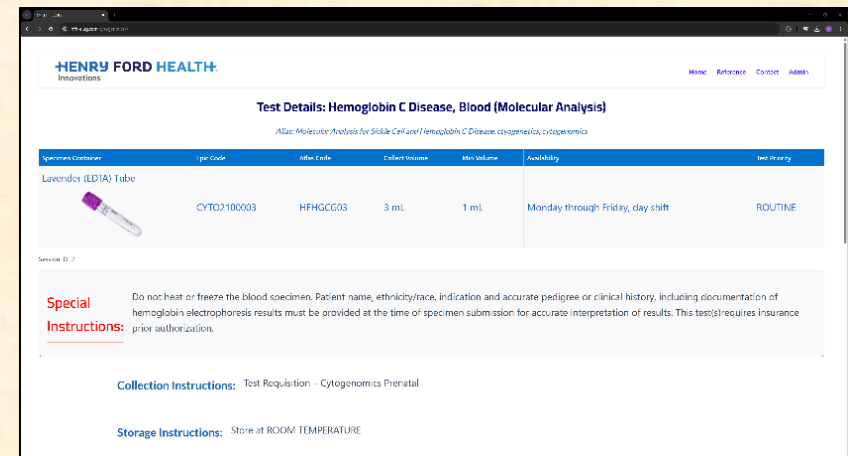 HENRY FORD HEALTH
Innovations
Home Reference Contact Admin
Test Details: Hemoglobin C Disease, Blood (Molecular Analysis)
Alias: Molecular Analysis for Sickle Cell and Hemoglobin C Disease, ctyogenetics, cytogenomics
Specimen Container Epic Code Atlas Code Collect Volume Min Volume Availability Test Priority
Lavender (EDTA) Tube
CYTO2100003 HFHGCG03 3 mL 1 mL Monday through Friday, day shift ROUTINE
Session ID 2
Special Instructions:
Do not heat or freeze the blood specimen. Patient name, ethnicity/race, indication and accurate pedigree or clinical history, including documentation of
hemoglobin electrophoresis results must be provided at the time of specimen submission for accurate interpretation of results. This test(s)requires insurance
prior authorization.
Collection Instructions: Test Requisition – Cytogenomics Prenatal
Storage Instructions: Store at ROOM TEMPERATURE